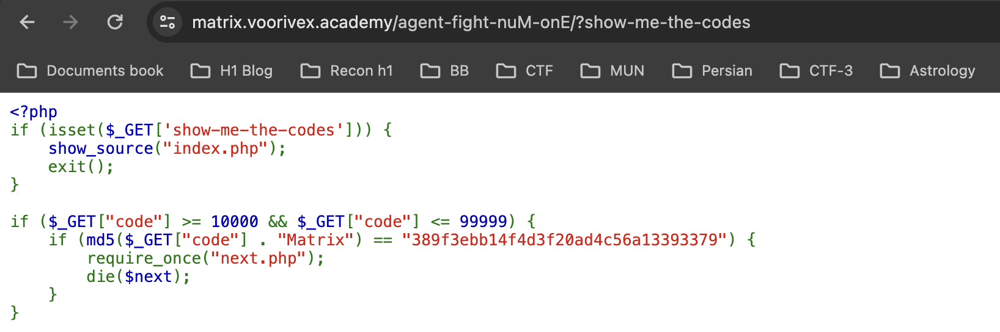 matrix.voorivex.academy/agent-fight-nuM-onE/?show-me-the-codes
Documents book H1 Blog Recon h1 BB CTF MUN Persian CTF-3 Astrology
<?php
if (isset($_GET['show-me-the-codes'])) {
    show_source("index.php");
    exit();
}

if ($_GET["code"] >= 10000 && $_GET["code"] <= 99999) {
    if (md5($_GET["code"] . "Matrix") == "389f3ebb14f4d3f20ad4c56a13393379") {
        require_once("next.php");
        die($next);
    }
}